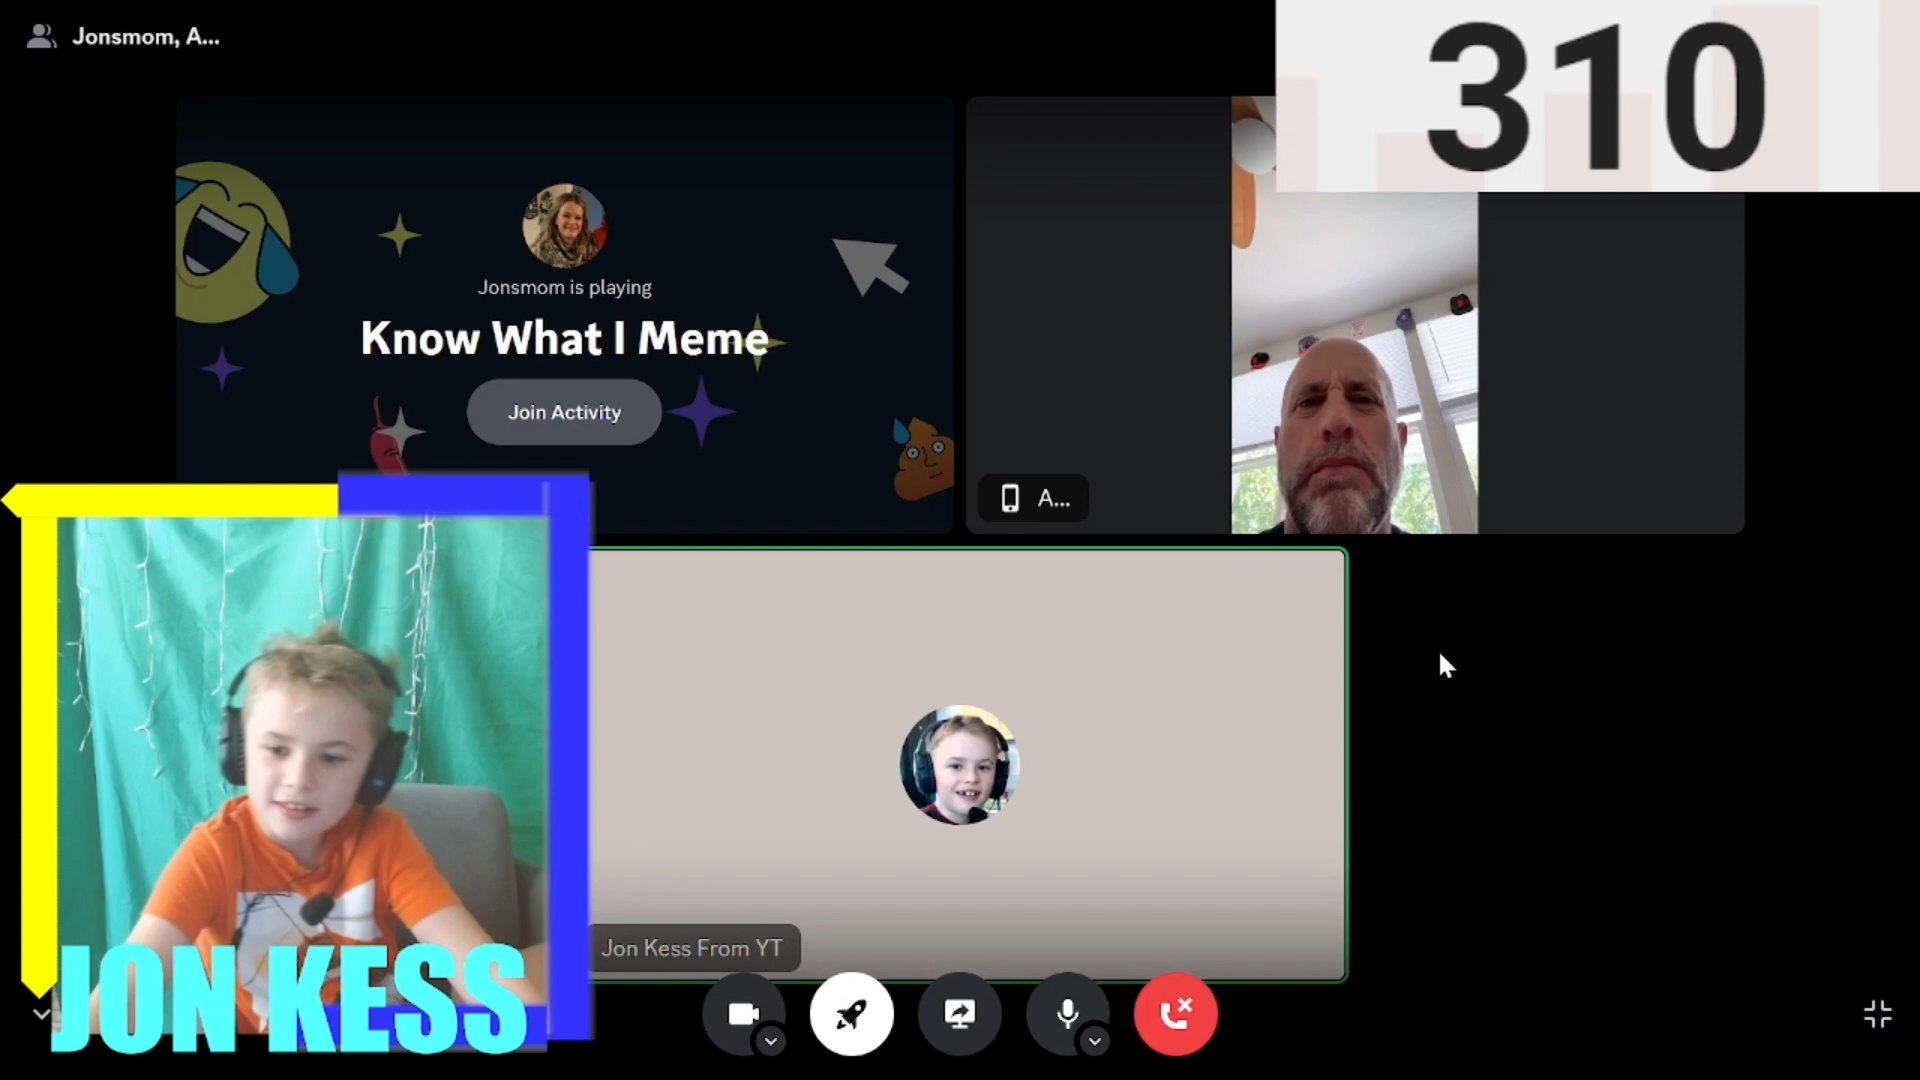 Jonsmom, A...
310
Jonsmom is playing
Know What I Meme
Join Activity
A...
Jon Kess From YT
JON KESS